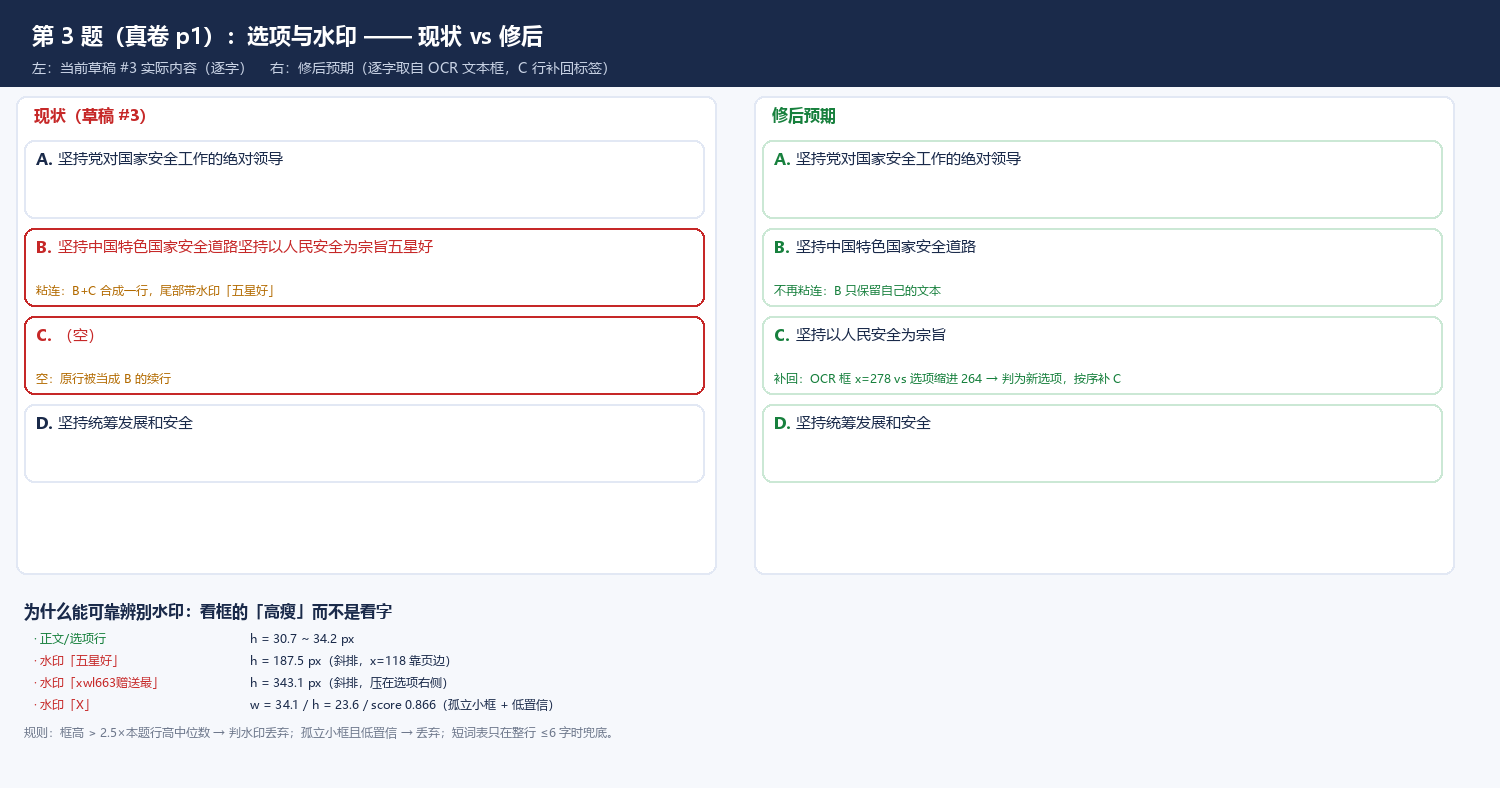 第 3 题（真卷 p1）：选项与水印 —— 现状 vs 修后
左：当前草稿 #3 实际内容（逐字）　右：修后预期（逐字取自 OCR 文本框，C 行补回标签）
现状（草稿 #3）
A. 坚持党对国家安全工作的绝对领导
B. 坚持中国特色国家安全道路坚持以人民安全为宗旨五星好
粘连：B+C 合成一行，尾部带水印「五星好」
C. （空）
空：原行被当成 B 的续行
D. 坚持统筹发展和安全
修后预期
A. 坚持党对国家安全工作的绝对领导
B. 坚持中国特色国家安全道路
不再粘连：B 只保留自己的文本
C. 坚持以人民安全为宗旨
补回：OCR 框 x=278 vs 选项缩进 264 → 判为新选项，按序补 C
D. 坚持统筹发展和安全
为什么能可靠辨别水印：看框的「高瘦」而不是看字
· 正文/选项行　h = 30.7 ~ 34.2 px
· 水印「五星好」　h = 187.5 px（斜排，x=118 靠页边）
· 水印「xwl663赠送最」　h = 343.1 px（斜排，压在选项右侧）
· 水印「X」　w = 34.1 / h = 23.6 / score 0.866（孤立小框 + 低置信）
规则：框高 > 2.5×本题行高中位数 → 判水印丢弃；孤立小框且低置信 → 丢弃；短词表只在整行 ≤6 字时兜底。